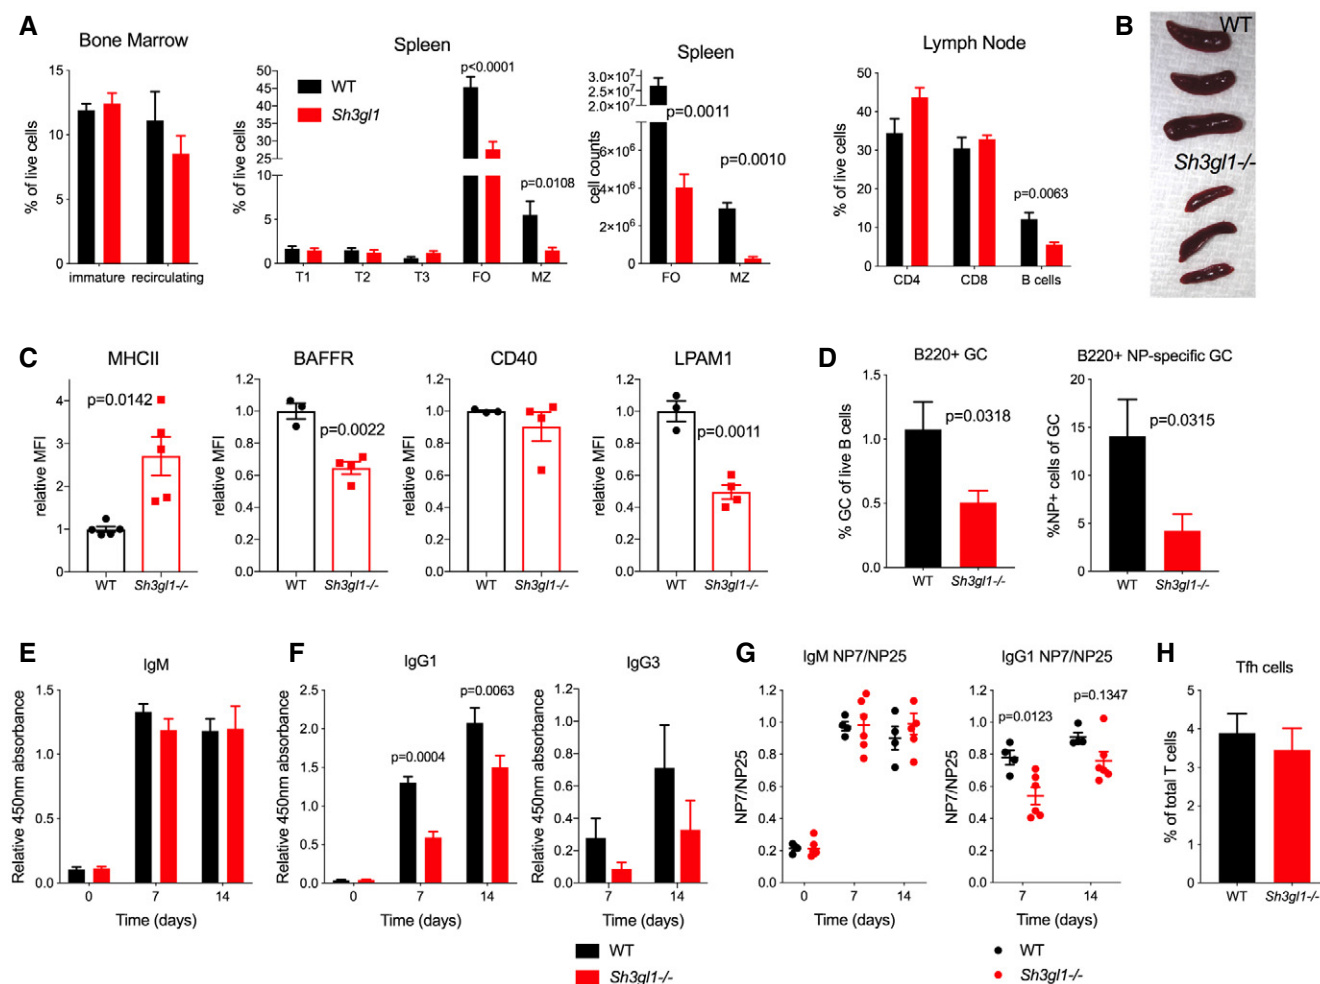 A
Bone Marrow
% of live cells
15
10
5
0
immature recirculating
Spleen
% of live cells
50
45
40
35
30
25
10
5
0
WT
Sh3gl1
p<0.0001
p=0.0108
T1 T2 T3 FO MZ
Spleen
cell counts
3.0×10⁷
2.5×10⁷
2.0×10⁷
6×10⁶
4×10⁶
2×10⁶
0
p=0.0011
p=0.0010
FO MZ
Lymph Node
% of live cells
50
40
30
20
10
0
p=0.0063
CD4 CD8 B cells
B
WT
Sh3gl1-/-
C
MHCII
relative MFI
4
3
2
1
0
p=0.0142
WT Sh3gl1-/-
BAFFR
relative MFI
1.2
1.0
0.8
0.6
0.4
0.2
0.0
p=0.0022
WT Sh3gl1-/-
CD40
relative MFI
1.2
1.0
0.8
0.6
0.4
0.2
0.0
WT Sh3gl1-/-
LPAM1
relative MFI
1.2
1.0
0.8
0.6
0.4
0.2
0.0
p=0.0011
WT Sh3gl1-/-
D
B220+ GC
% GC of live B cells
1.5
1.0
0.5
0.0
p=0.0318
WT Sh3gl1-/-
B220+ NP-specific GC
%NP+ cells of GC
20
15
10
5
0
p=0.0315
WT Sh3gl1-/-
E
IgM
Relative 450nm absorbance
1.5
1.0
0.5
0.0
0 7 14
Time (days)
F
IgG1
Relative 450nm absorbance
2.5
2.0
1.5
1.0
0.5
0.0
p=0.0004
p=0.0063
0 7 14
Time (days)
IgG3
Relative 450nm absorbance
1.2
1.0
0.8
0.6
0.4
0.2
0.0
7 14
Time (days)
WT
Sh3gl1-/-
G
IgM NP7/NP25
NP7/NP25
1.2
1.0
0.8
0.6
0.4
0.2
0.0
0 7 14
Time (days)
IgG1 NP7/NP25
NP7/NP25
1.2
1.0
0.8
0.6
0.4
0.2
0.0
p=0.0123
p=0.1347
7 14
Time (days)
WT
Sh3gl1-/-
H
Tfh cells
% of total T cells
5
4
3
2
1
0
WT Sh3gl1-/-